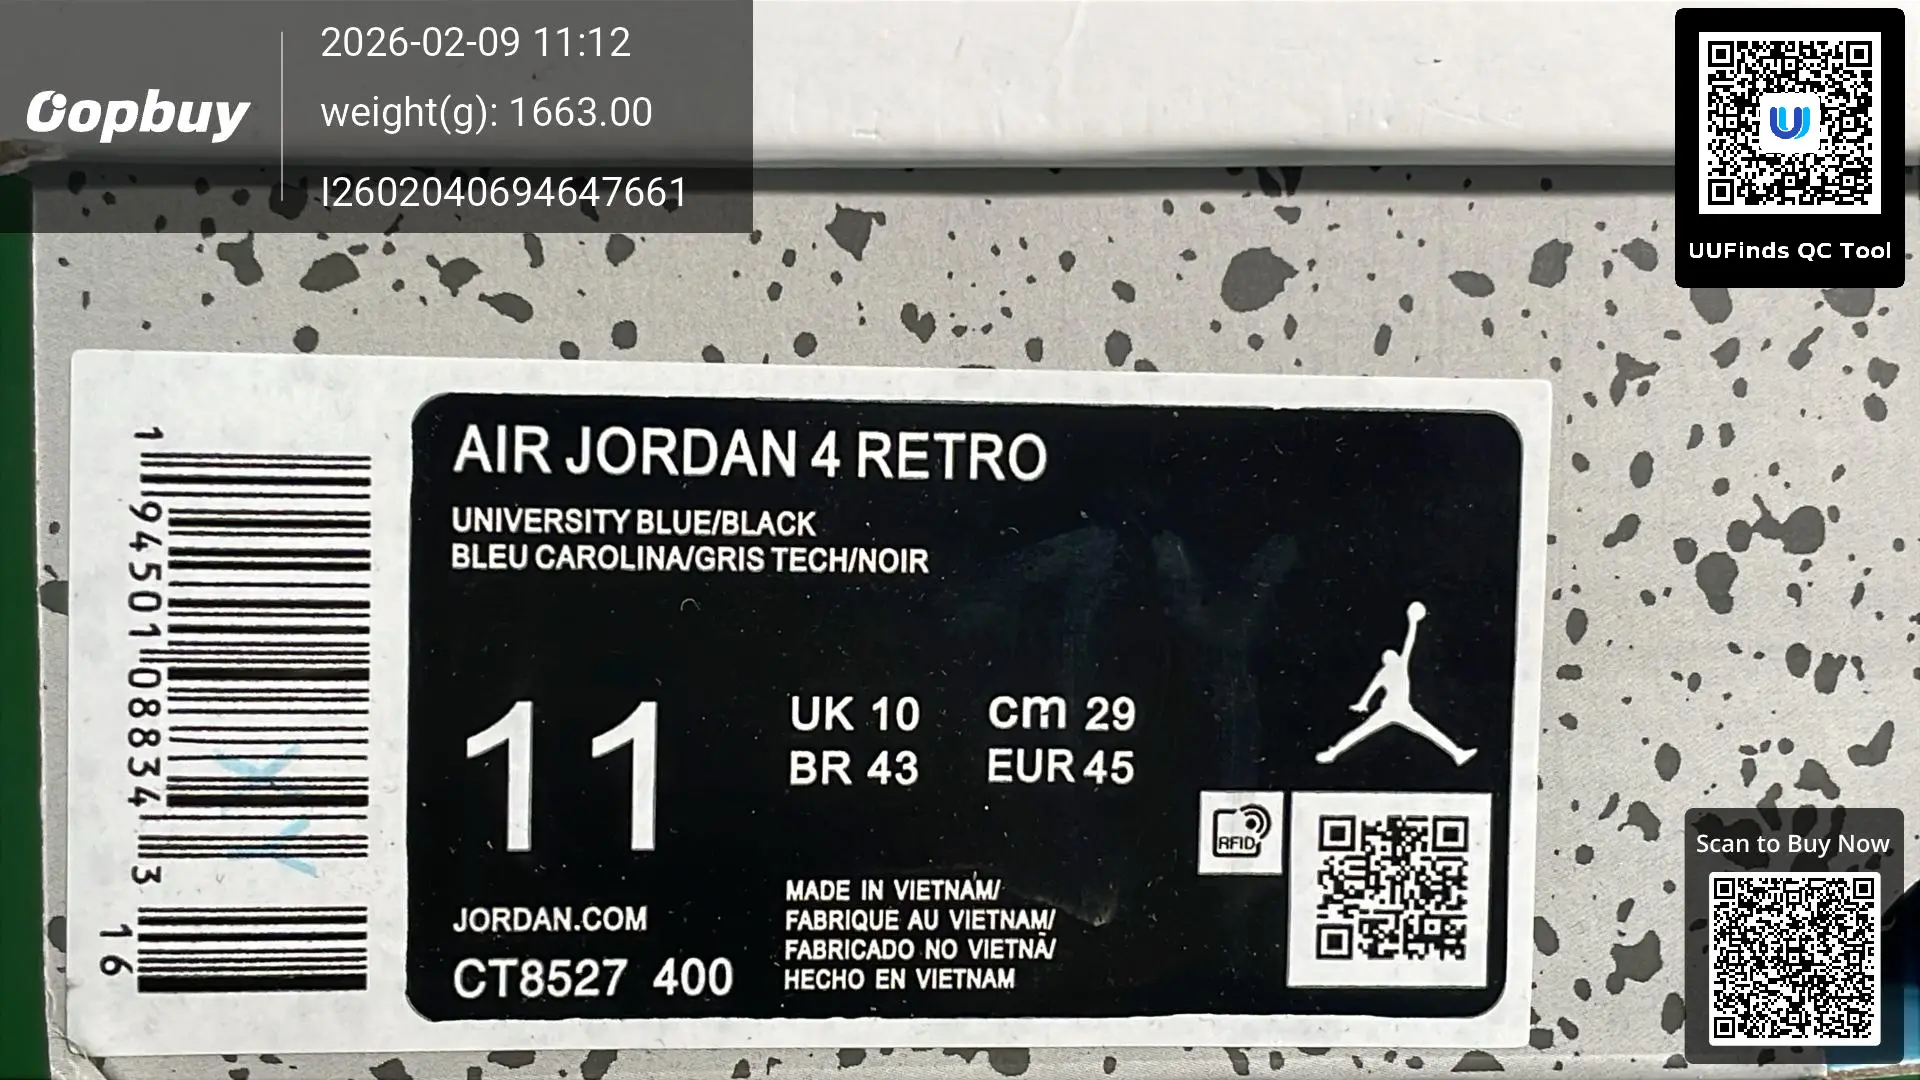 Oopbuy
2026-02-09 11:12
weight(g): 1663.00
I2602040694647661
UUFinds QC Tool
AIR JORDAN 4 RETRO
UNIVERSITY BLUE/BLACK
BLEU CAROLINA/GRIS TECH/NOIR
11
UK 10
cm 29
BR 43
EUR 45
RFID
JORDAN.COM
CT8527 400
MADE IN VIETNAM/
FABRIQUE AU VIETNAM/
FABRICADO NO VIETNÃ/
HECHO EN VIETNAM
1 94501 08834 3
16
Scan to Buy Now